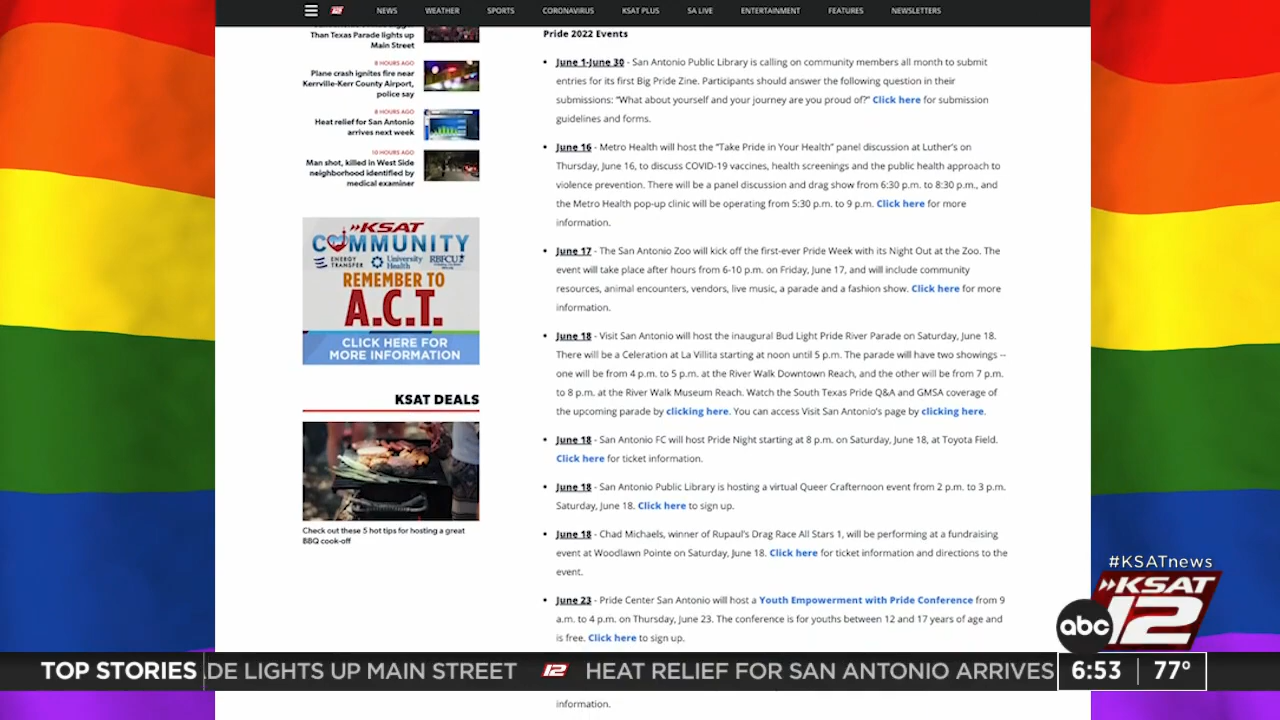 NEWS WEATHER SPORTS CORONAVIRUS KSAT PLUS SA LIVE ENTERTAINMENT FEATURES NEWSLETTERS
Than Texas Parade lights up
Main Street
8 HOURS AGO
Plane crash ignites fire near
Kerrville-Kerr County Airport,
police say
8 HOURS AGO
Heat relief for San Antonio
arrives next week
10 HOURS AGO
Man shot, killed in West Side
neighborhood identified by
medical examiner
KSAT
COMMUNITY
ENERGY TRANSFER University Health RBFCU
REMEMBER TO
A.C.T.
CLICK HERE FOR
MORE INFORMATION
KSAT DEALS
Check out these 5 hot tips for hosting a great
BBQ cook-off
Pride 2022 Events
• June 1-June 30 - San Antonio Public Library is calling on community members all month to submit
entries for its first Big Pride Zine. Participants should answer the following question in their
submissions: "What about yourself and your journey are you proud of?" Click here for submission
guidelines and forms.
• June 16 - Metro Health will host the "Take Pride in Your Health" panel discussion at Luther's on
Thursday, June 16, to discuss COVID-19 vaccines, health screenings and the public health approach to
violence prevention. There will be a panel discussion and drag show from 6:30 p.m. to 8:30 p.m., and
the Metro Health pop-up clinic will be operating from 5:30 p.m. to 9 p.m. Click here for more
information.
• June 17 - The San Antonio Zoo will kick off the first-ever Pride Week with its Night Out at the Zoo. The
event will take place after hours from 6-10 p.m. on Friday, June 17, and will include community
resources, animal encounters, vendors, live music, a parade and a fashion show. Click here for more
information.
• June 18 - Visit San Antonio will host the inaugural Bud Light Pride River Parade on Saturday, June 18.
There will be a Celeration at La Villita starting at noon until 5 p.m. The parade will have two showings --
one will be from 4 p.m. to 5 p.m. at the River Walk Downtown Reach, and the other will be from 7 p.m.
to 8 p.m. at the River Walk Museum Reach. Watch the South Texas Pride Q&A and GMSA coverage of
the upcoming parade by clicking here. You can access Visit San Antonio's page by clicking here.
• June 18 - San Antonio FC will host Pride Night starting at 8 p.m. on Saturday, June 18, at Toyota Field.
Click here for ticket information.
• June 18 - San Antonio Public Library is hosting a virtual Queer Crafternoon event from 2 p.m. to 3 p.m.
Saturday, June 18. Click here to sign up.
• June 18 - Chad Michaels, winner of Rupaul's Drag Race All Stars 1, will be performing at a fundraising
event at Woodlawn Pointe on Saturday, June 18. Click here for ticket information and directions to the
event.
• June 23 - Pride Center San Antonio will host a Youth Empowerment with Pride Conference from 9
a.m. to 4 p.m. on Thursday, June 23. The conference is for youths between 12 and 17 years of age and
is free. Click here to sign up.
information.
#KSATnews
KSAT
abc 12
TOP STORIES DE LIGHTS UP MAIN STREET 12 HEAT RELIEF FOR SAN ANTONIO ARRIVES 6:53 77°